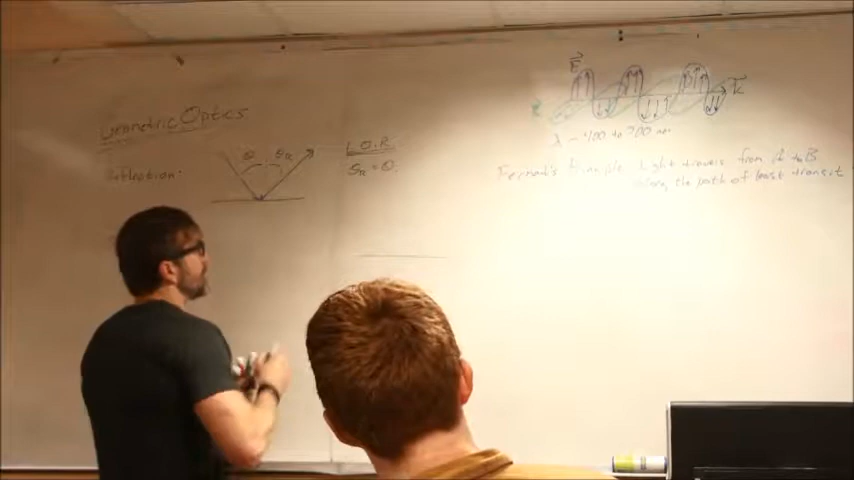 Geometric Optics
Reflection:
θ θR
L.O.R.
θR = θ
E
k
λ ~ 400 to 700 nm
Fermat's Principle: Light travels from A to B
along the path of least transit